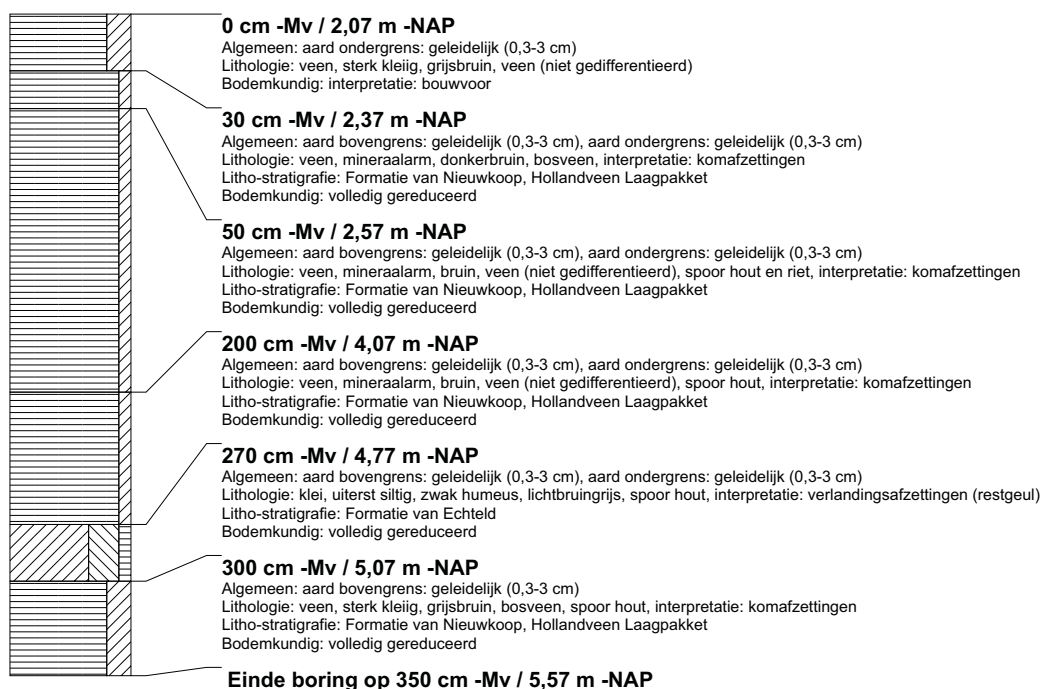 0 cm -Mv / 2,07 m -NAP
Algemeen: aard ondergrens: geleidelijk (0,3-3 cm)
Lithologie: veen, sterk kleiig, grijsbruin, veen (niet gedifferentieerd)
Bodemkundig: interpretatie: bouwvoor
30 cm -Mv / 2,37 m -NAP
Algemeen: aard bovengrens: geleidelijk (0,3-3 cm), aard ondergrens: geleidelijk (0,3-3 cm)
Lithologie: veen, mineraalarm, donkerbruin, bosveen, interpretatie: komafzettingen
Litho-stratigrafie: Formatie van Nieuwkoop, Hollandveen Laagpakket
Bodemkundig: volledig gereduceerd
50 cm -Mv / 2,57 m -NAP
Algemeen: aard bovengrens: geleidelijk (0,3-3 cm), aard ondergrens: geleidelijk (0,3-3 cm)
Lithologie: veen, mineraalarm, bruin, veen (niet gedifferentieerd), spoor hout en riet, interpretatie: komafzettingen
Litho-stratigrafie: Formatie van Nieuwkoop, Hollandveen Laagpakket
Bodemkundig: volledig gereduceerd
200 cm -Mv / 4,07 m -NAP
Algemeen: aard bovengrens: geleidelijk (0,3-3 cm), aard ondergrens: geleidelijk (0,3-3 cm)
Lithologie: veen, mineraalarm, bruin, veen (niet gedifferentieerd), spoor hout, interpretatie: komafzettingen
Litho-stratigrafie: Formatie van Nieuwkoop, Hollandveen Laagpakket
Bodemkundig: volledig gereduceerd
270 cm -Mv / 4,77 m -NAP
Algemeen: aard bovengrens: geleidelijk (0,3-3 cm), aard ondergrens: geleidelijk (0,3-3 cm)
Lithologie: klei, uiterst siltig, zwak humeus, lichtbruingrijs, spoor hout, interpretatie: verlandingsafzettingen (restgeul)
Litho-stratigrafie: Formatie van Echteld
Bodemkundig: volledig gereduceerd
300 cm -Mv / 5,07 m -NAP
Algemeen: aard bovengrens: geleidelijk (0,3-3 cm)
Lithologie: veen, sterk kleiig, grijsbruin, bosveen, spoor hout, interpretatie: komafzettingen
Litho-stratigrafie: Formatie van Nieuwkoop, Hollandveen Laagpakket
Bodemkundig: volledig gereduceerd
Einde boring op 350 cm -Mv / 5,57 m -NAP